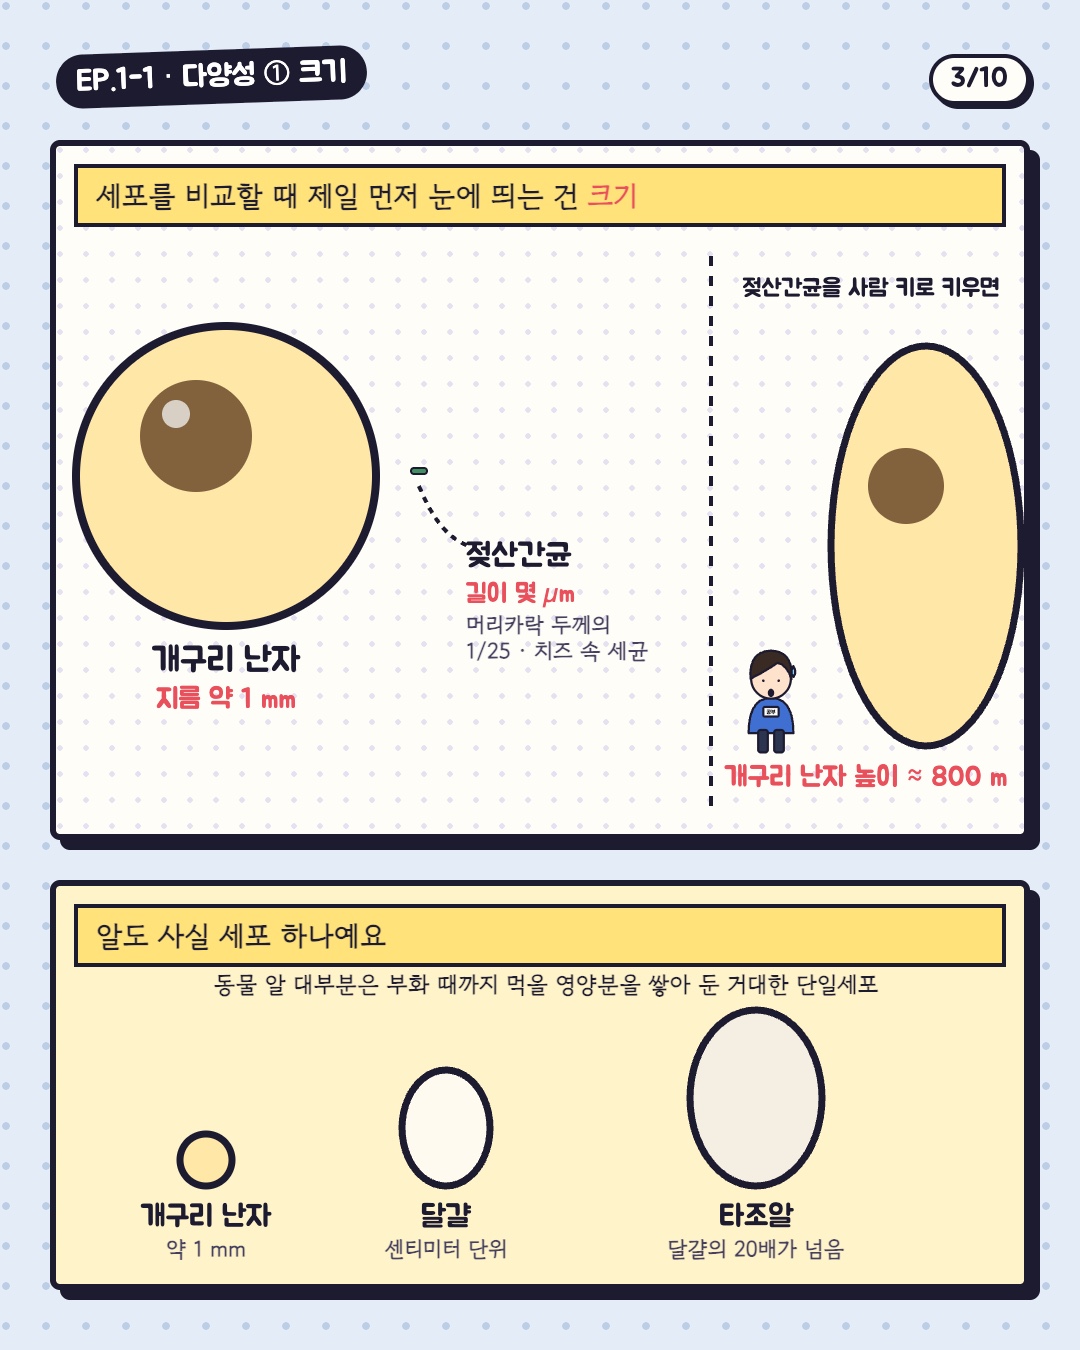 EP.1-1 · 다양성 ① 크기
3/10
세포를 비교할 때 제일 먼저 눈에 띄는 건 크기
젖산간균을 사람 키로 키우면
젖산간균
길이 몇 μm
머리카락 두께의
1/25 · 치즈 속 세균
개구리 난자
지름 약 1 mm
개구리 난자 높이 ≈ 800 m
알도 사실 세포 하나예요
동물 알 대부분은 부화 때까지 먹을 영양분을 쌓아 둔 거대한 단일세포
개구리 난자
약 1 mm
달걀
센티미터 단위
타조알
달걀의 20배가 넘음